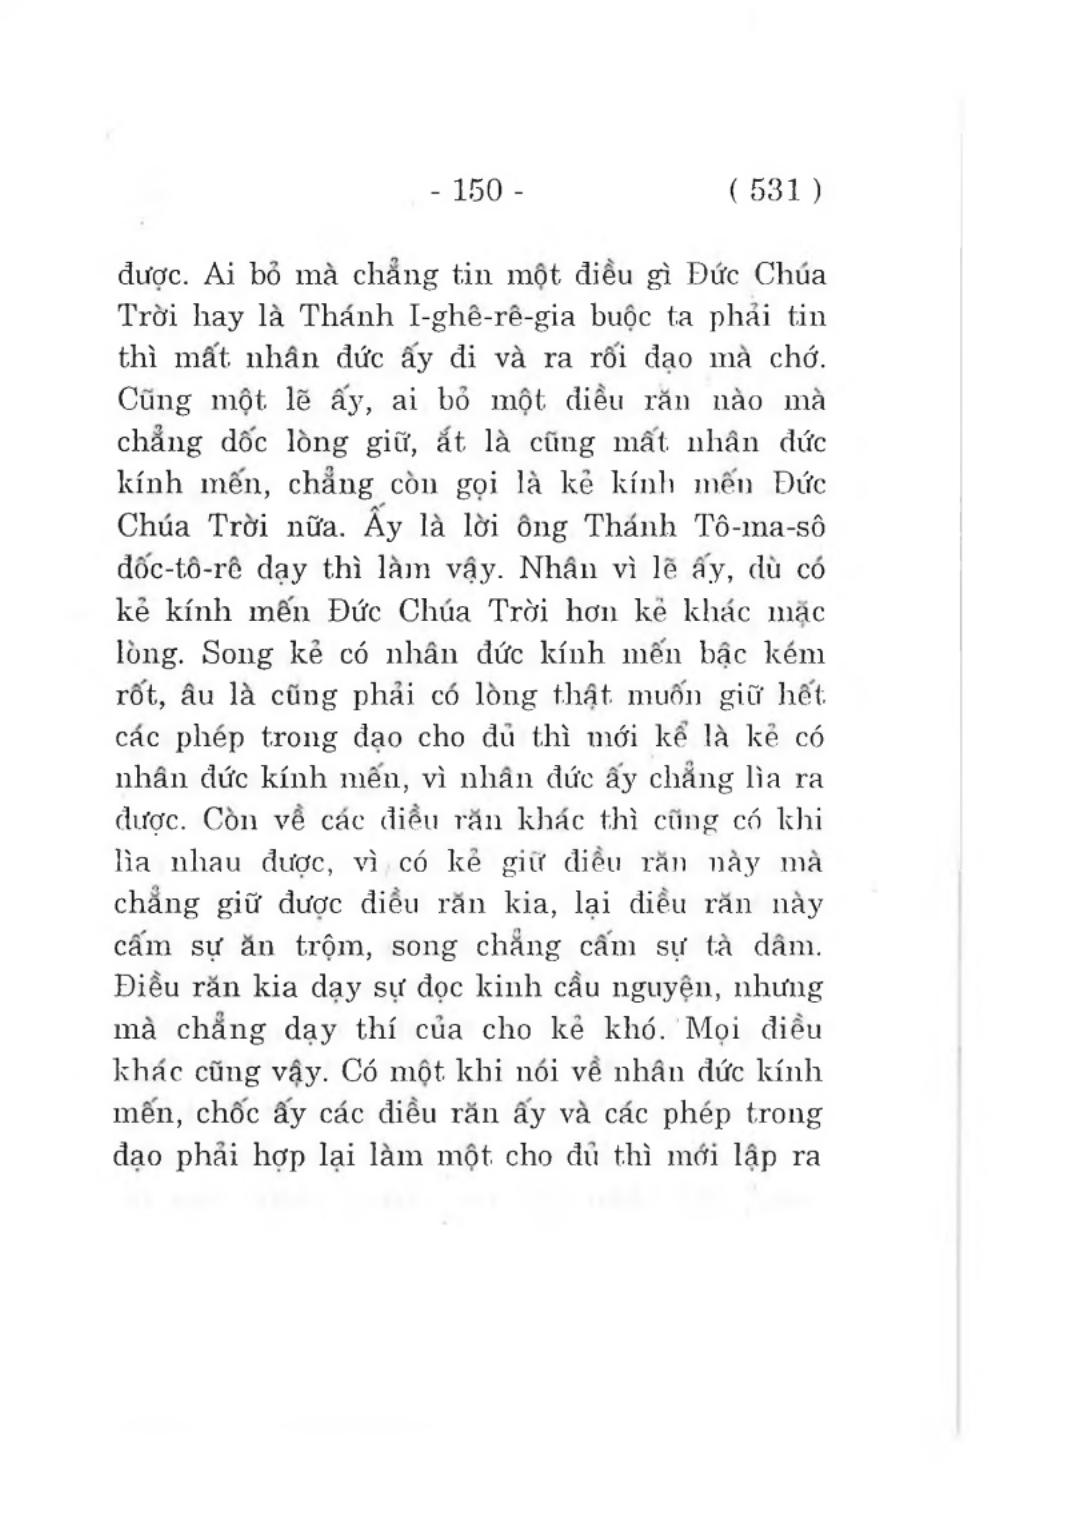 - 150 - ( 531 )
được. Ai bỏ mà chẳng tin một điều gì Đức Chúa
Trời hay là Thánh I-ghê-rê-gia buộc ta phải tin
thì mất nhân đức ấy đi và ra rối đạo mà chớ.
Cũng một lẽ ấy, ai bỏ một điều răn nào mà
chẳng dốc lòng giữ, ắt là cũng mất nhân đức
kính mến, chẳng còn gọi là kẻ kính mến Đức
Chúa Trời nữa. Ấy là lời ông Thánh Tô-ma-sô
đốc-tô-rê dạy thì làm vậy. Nhân vì lẽ ấy, dù có
kẻ kính mến Đức Chúa Trời hơn kẻ khác mặc
lòng. Song kẻ có nhân đức kính mến bậc kém
rốt, âu là cũng phải có lòng thật muốn giữ hết
các phép trong đạo cho đủ thì mới kể là kẻ có
nhân đức kính mến, vì nhân đức ấy chẳng lìa ra
được. Còn về các điều răn khác thì cũng có khi
lìa nhau được, vì có kẻ giữ điều răn này mà
chẳng giữ được điều răn kia, lại điều răn này
cấm sự ăn trộm, song chẳng cấm sự tà dâm.
Điều răn kia dạy sự đọc kinh cầu nguyện, nhưng
mà chẳng dạy thí của cho kẻ khó. Mọi điều
khác cũng vậy. Có một khi nói về nhân đức kính
mến, chốc ấy các điều răn ấy và các phép trong
đạo phải hợp lại làm một cho đủ thì mới lập ra